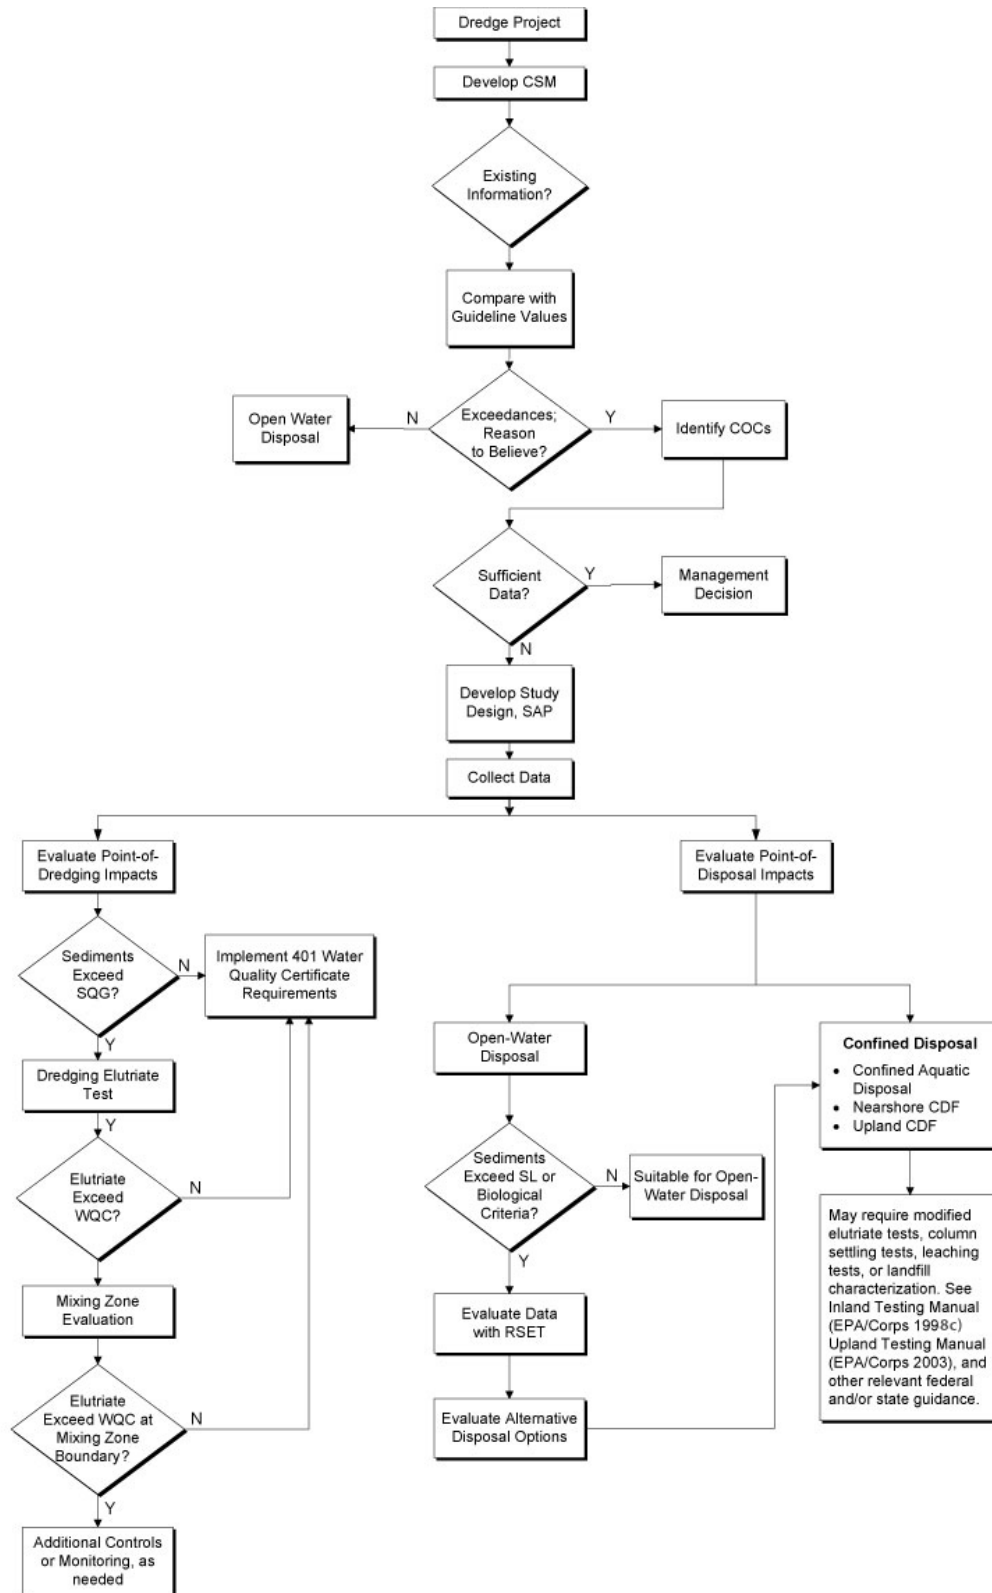 Dredge Project
Develop CSM
Existing
Information?
Compare with
Guideline Values
Exceedances;
Reason
to Believe?
N
Open Water
Disposal
Y
Identify COCs
Sufficient
Data?
Y
Management
Decision
N
Develop Study
Design, SAP
Collect Data
Evaluate Point-of-
Dredging Impacts
Sediments
Exceed
SQG?
N
Implement 401 Water
Quality Certificate
Requirements
Y
Dredging Elutriate
Test
Y
Elutriate
Exceed
WQC?
N
Mixing Zone
Evaluation
Elutriate
Exceed WQC at
Mixing Zone
Boundary?
N
Y
Additional Controls
or Monitoring, as
needed
Evaluate Point-of-
Disposal Impacts
Open-Water
Disposal
Sediments
Exceed SL or
Biological
Criteria?
N
Suitable for Open-
Water Disposal
Y
Evaluate Data
with RSET
Evaluate Alternative
Disposal Options
Confined Disposal
• Confined Aquatic
Disposal
• Nearshore CDF
• Upland CDF
May require modified
elutriate tests, column
settling tests, leaching
tests, or landfill
characterization. See
Inland Testing Manual
(EPA/Corps 1998c)
Upland Testing Manual
(EPA/Corps 2003), and
other relevant federal
and/or state guidance.